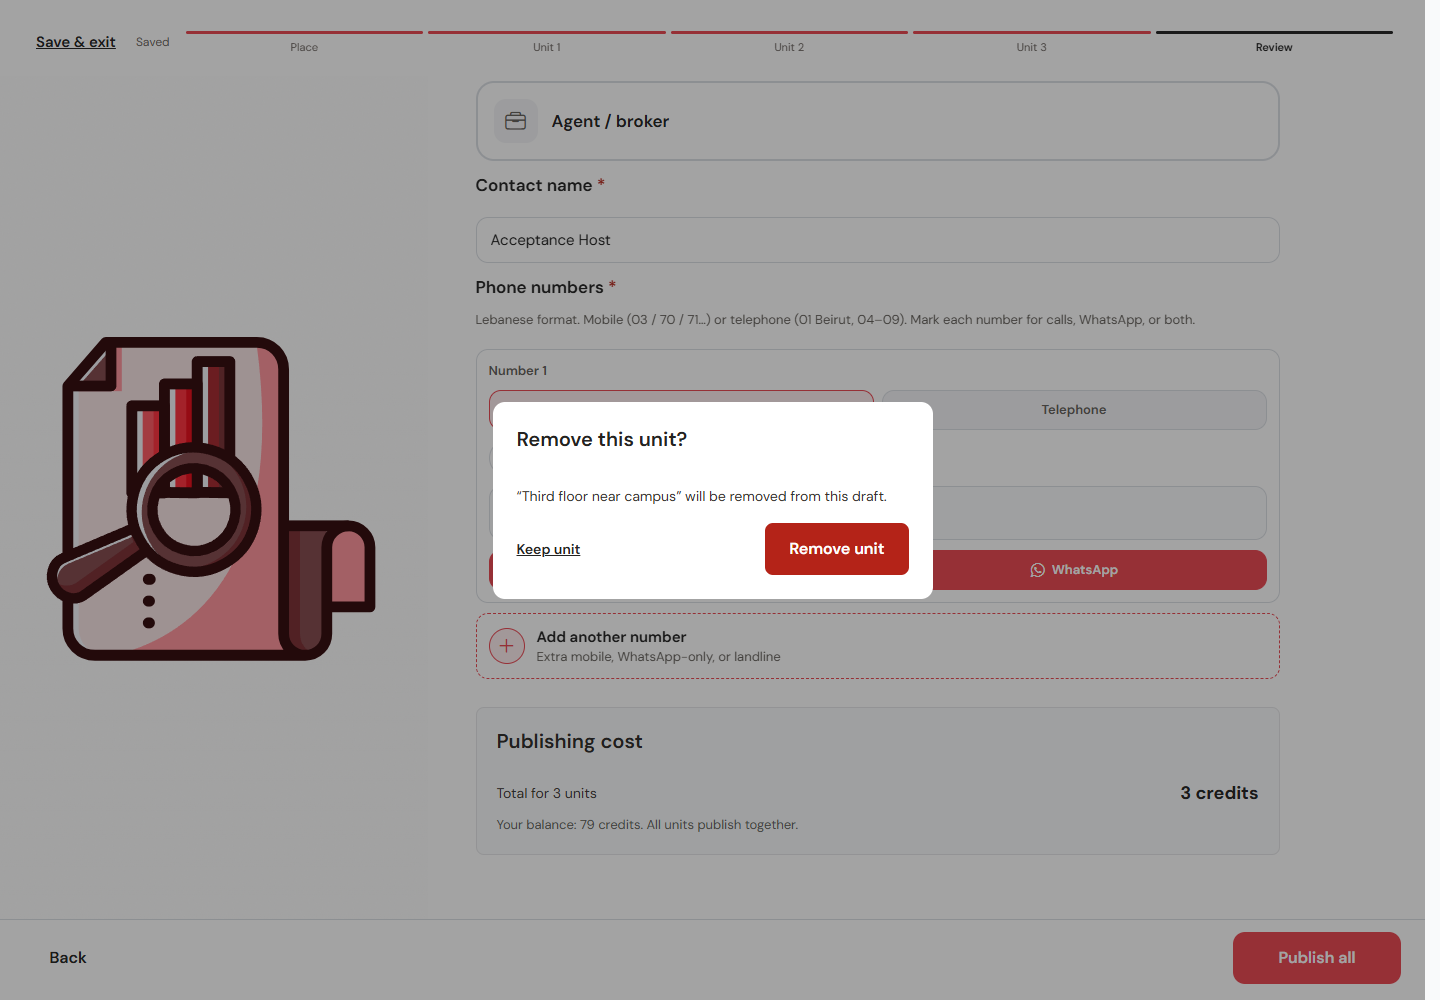 Save & exit
Saved
Place
Unit 1
Unit 2
Unit 3
Review
Agent / broker
Contact name *
Acceptance Host
Phone numbers *
Lebanese format. Mobile (03 / 70 / 71…) or telephone (01 Beirut, 04–09). Mark each number for calls, WhatsApp, or both.
Number 1
Telephone
Remove this unit?
“Third floor near campus” will be removed from this draft.
Keep unit
Remove unit
WhatsApp
Add another number
Extra mobile, WhatsApp-only, or landline
Publishing cost
Total for 3 units
3 credits
Your balance: 79 credits. All units publish together.
Back
Publish all